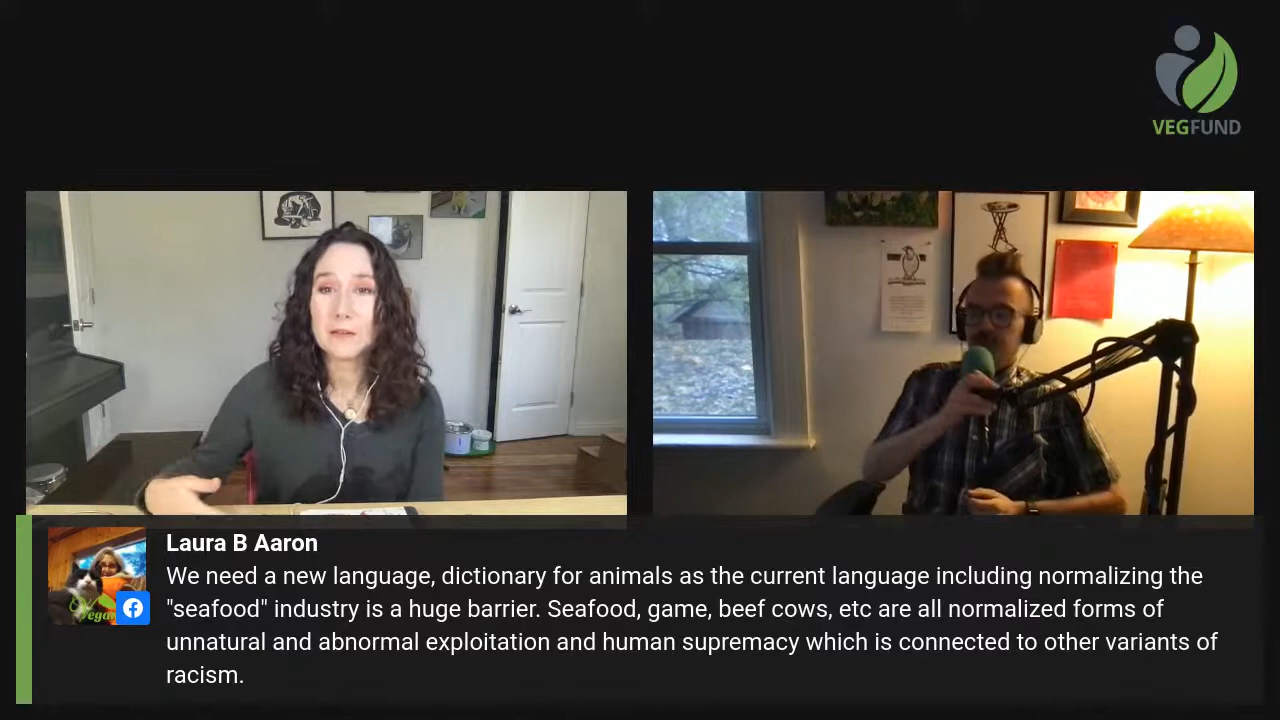 VEGFUND
Laura B Aaron
We need a new language, dictionary for animals as the current language including normalizing the
"seafood" industry is a huge barrier. Seafood, game, beef cows, etc are all normalized forms of
unnatural and abnormal exploitation and human supremacy which is connected to other variants of
racism.